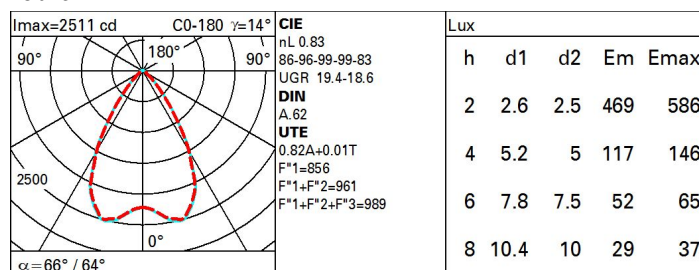 Imax=2511 cd C0-180 γ=14°
90° 180° 90°
2500
0°
α=66° / 64°
CIE
nL 0.83
86-96-99-99-83
UGR 19.4-18.6
DIN
A.62
UTE
0.82A+0.01T
F"1=856
F"1+F"2=961
F"1+F"2+F"3=989
Lux
h d1 d2 Em Emax
2 2.6 2.5 469 586
4 5.2 5 117 146
6 7.8 7.5 52 65
8 10.4 10 29 37